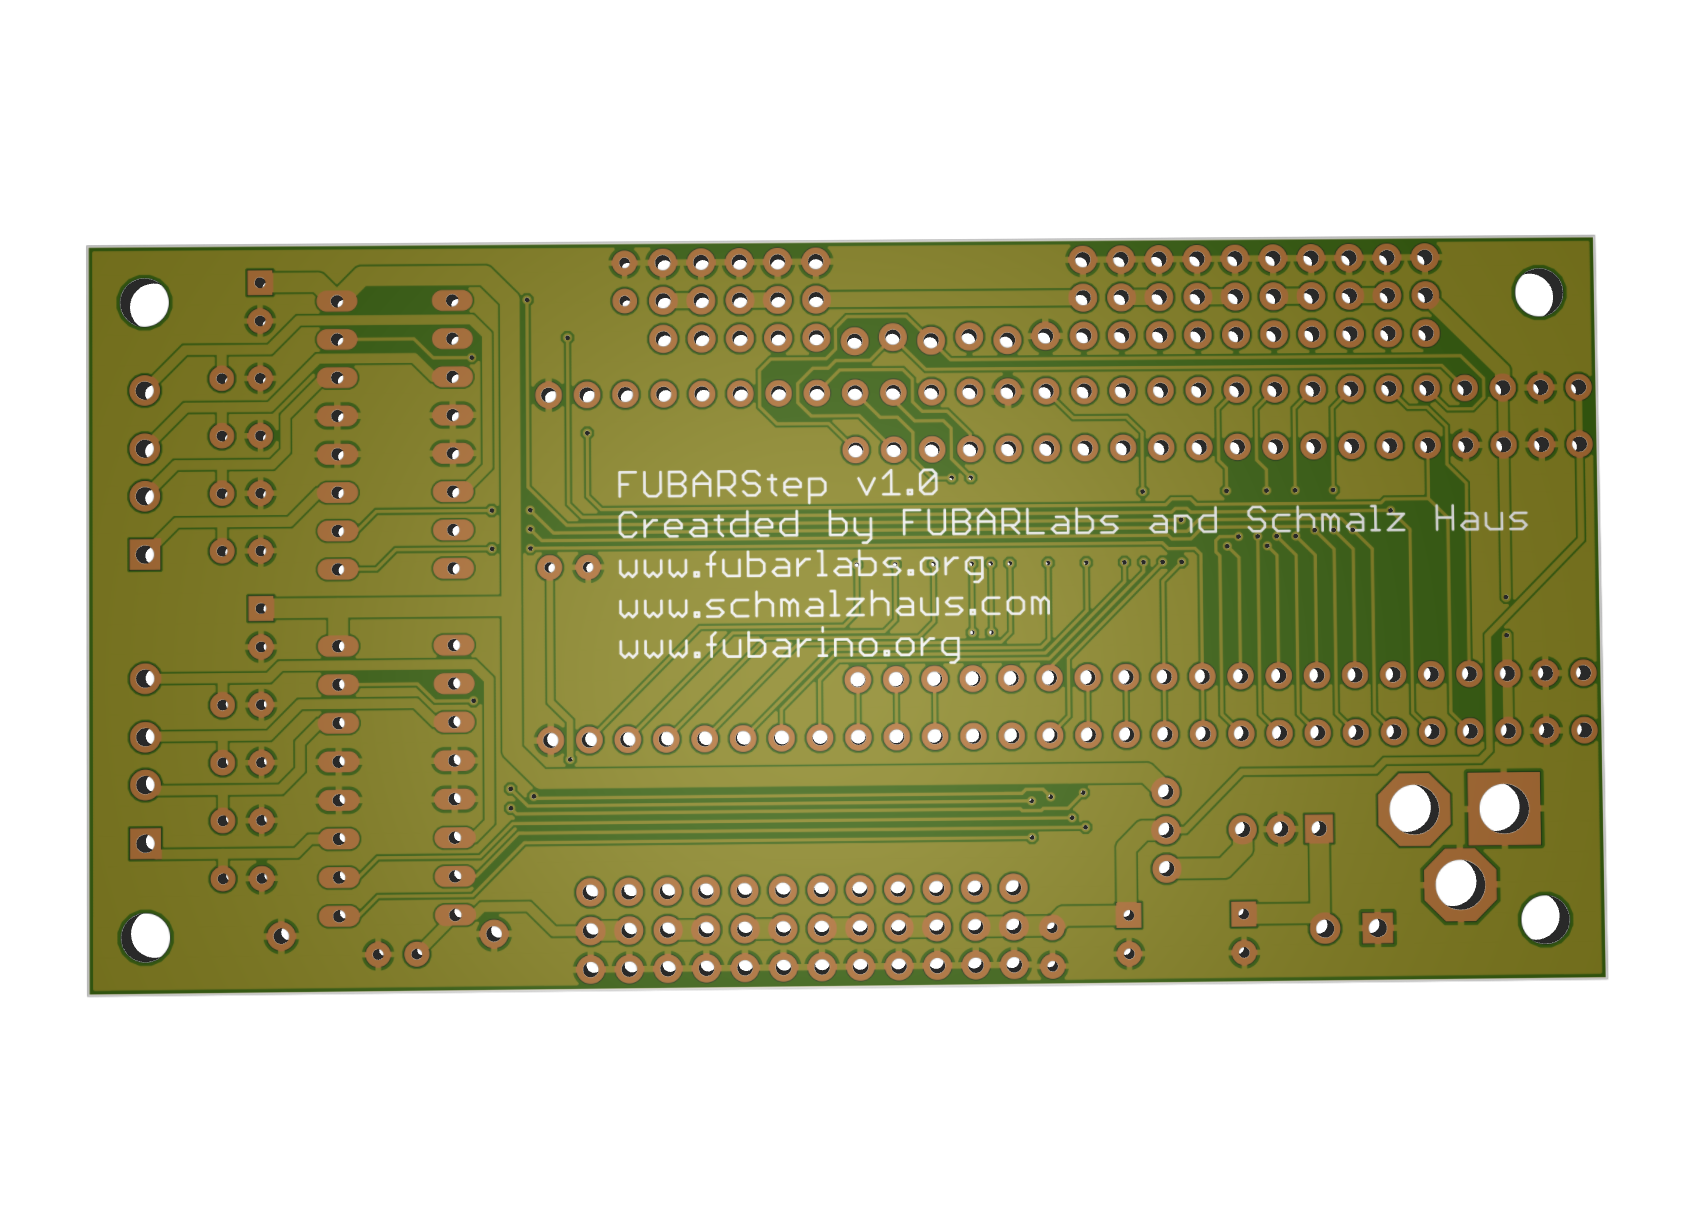 FUBARStep v1.0
Creatded by FUBARLabs and Schmalz Haus
www.fubarlabs.org
www.schmalzhaus.com
www.fubarino.org